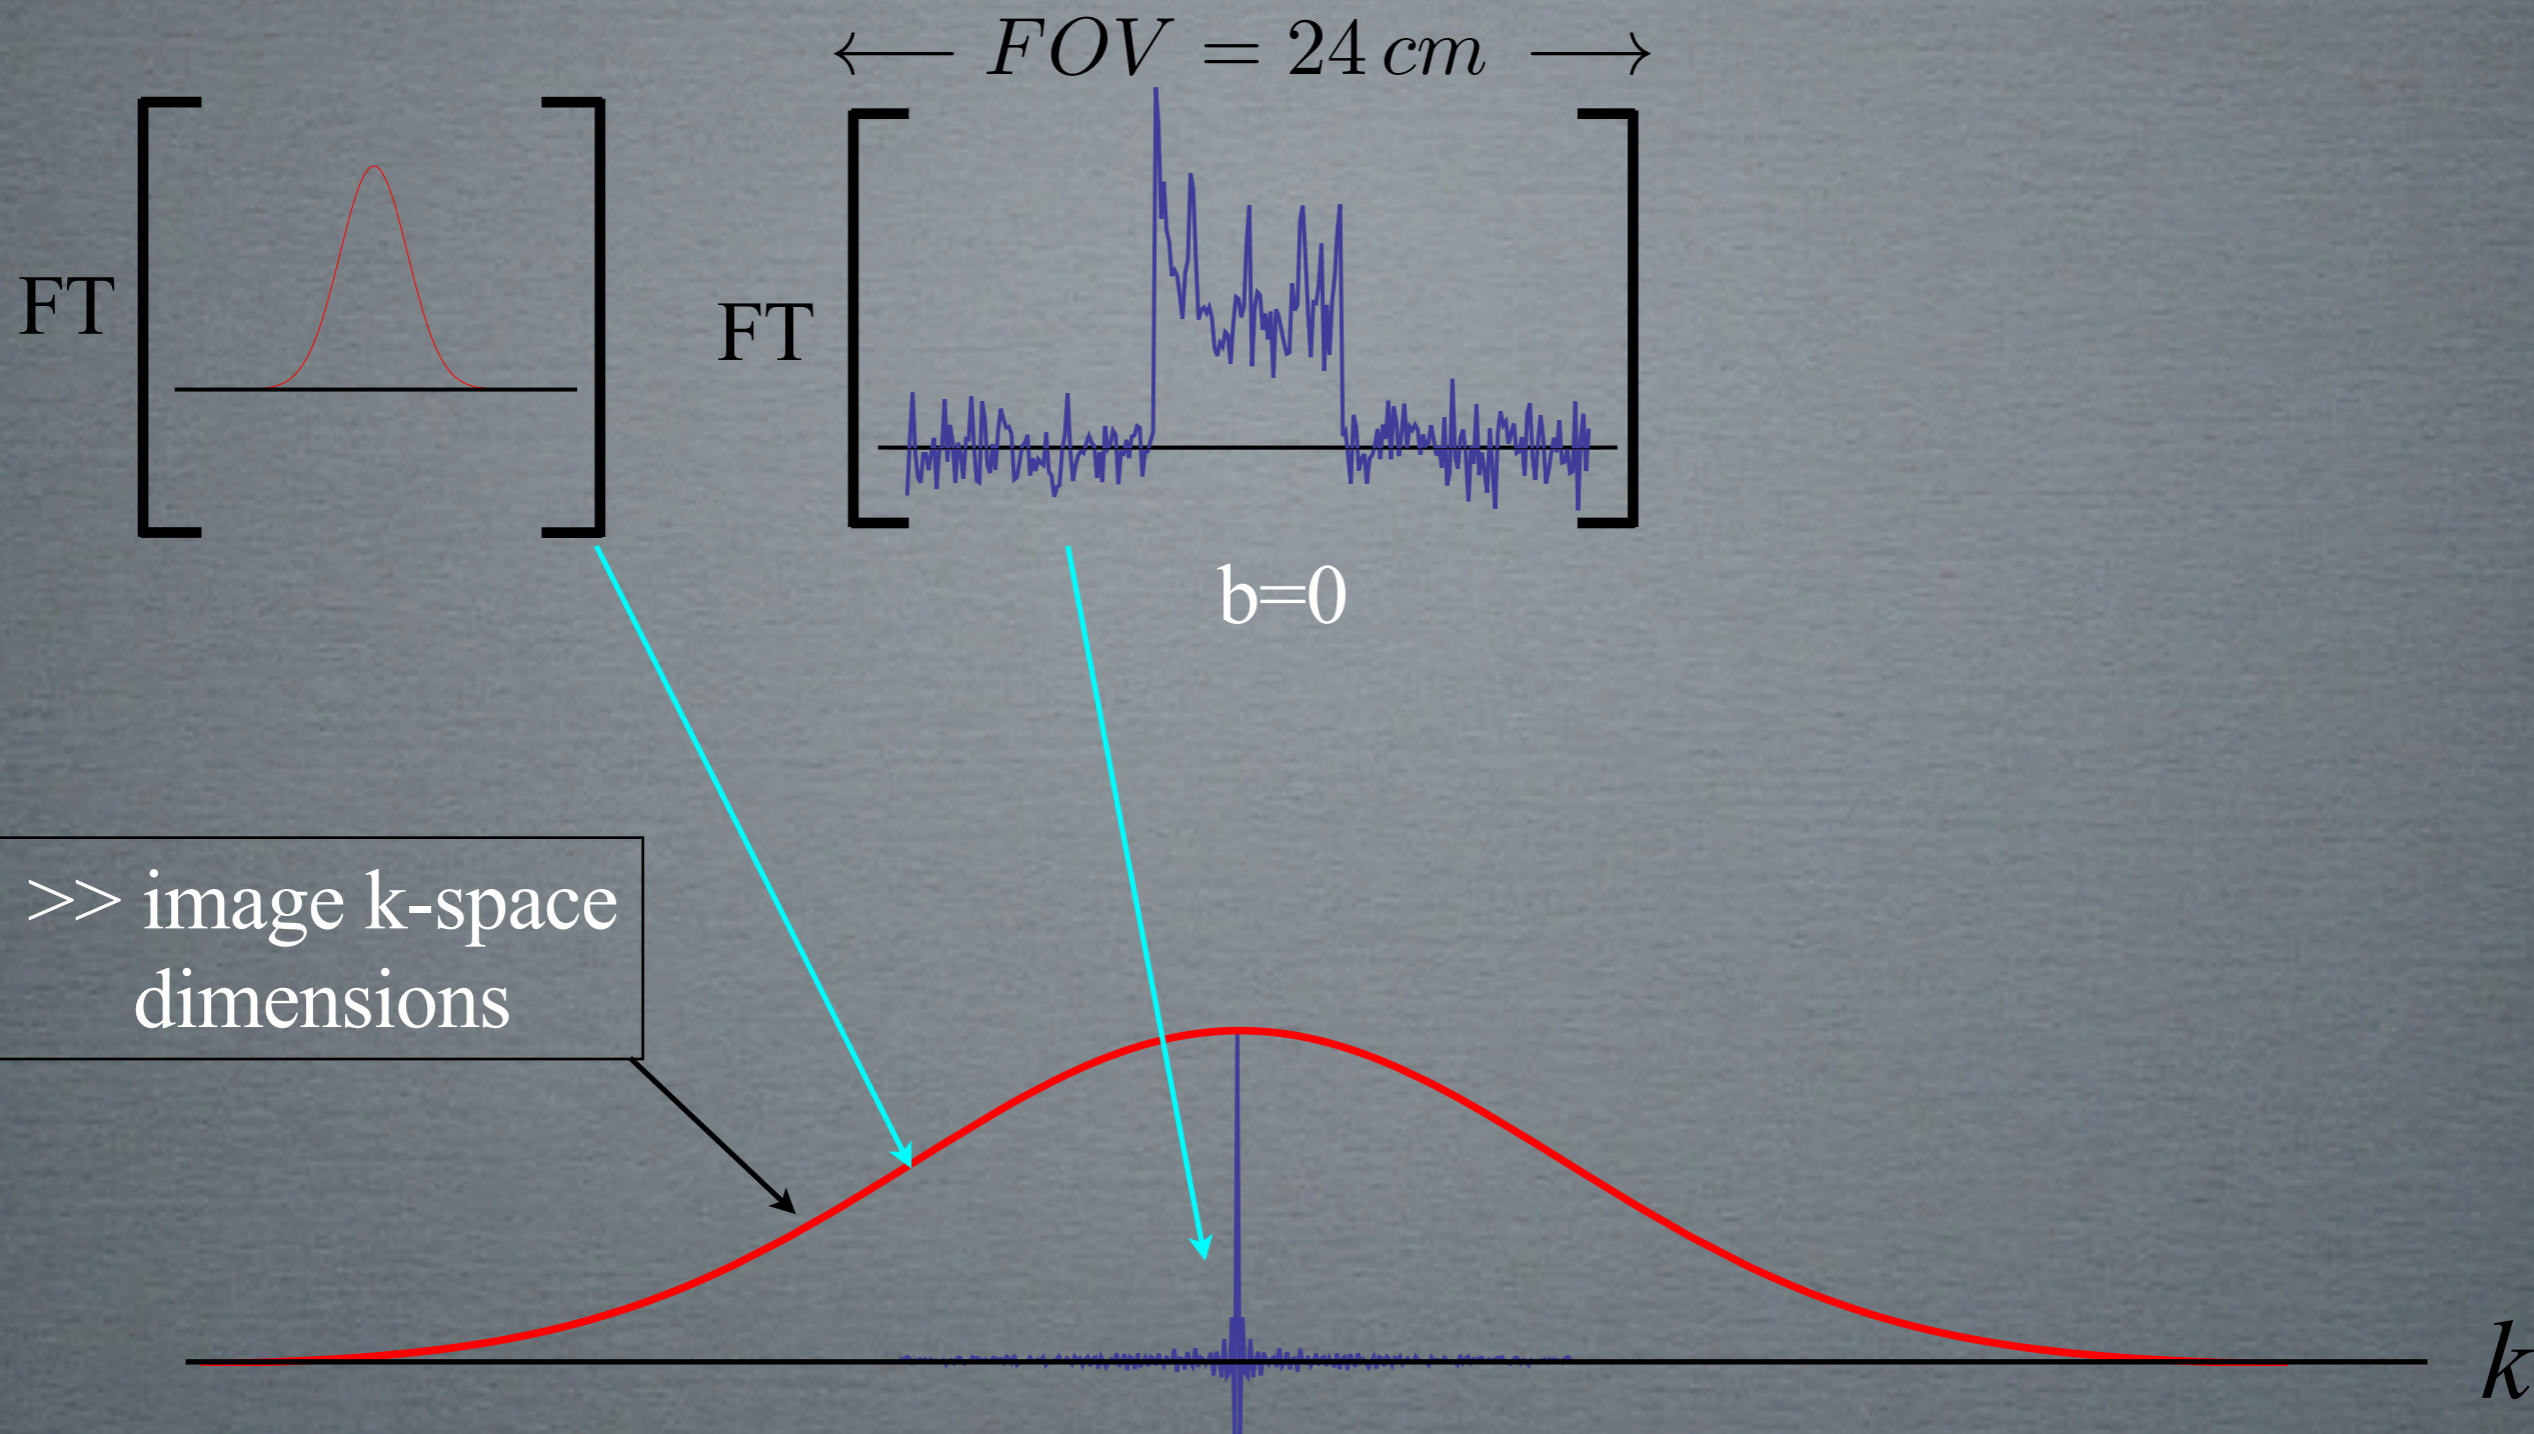 ← FOV = 24 cm →
FT
FT
b=0
>> image k-space
dimensions
k